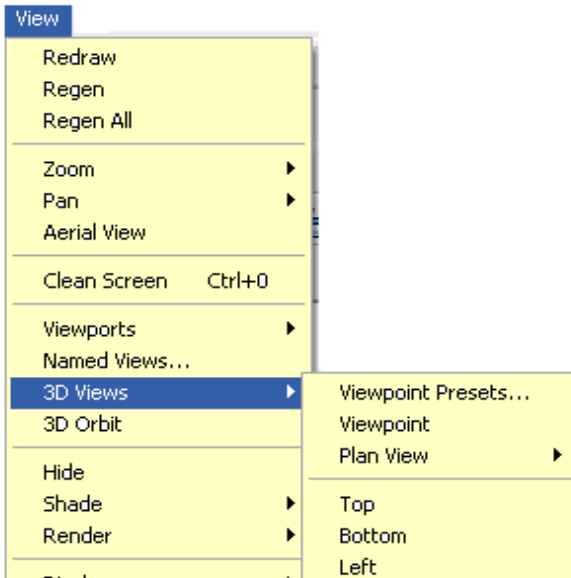 View
Redraw
Regen
Regen All
Zoom
Pan
Aerial View
Clean Screen Ctrl+0
Viewports
Named Views...
3D Views
3D Orbit
Hide
Shade
Render
Viewpoint Presets...
Viewpoint
Plan View
Top
Bottom
Left